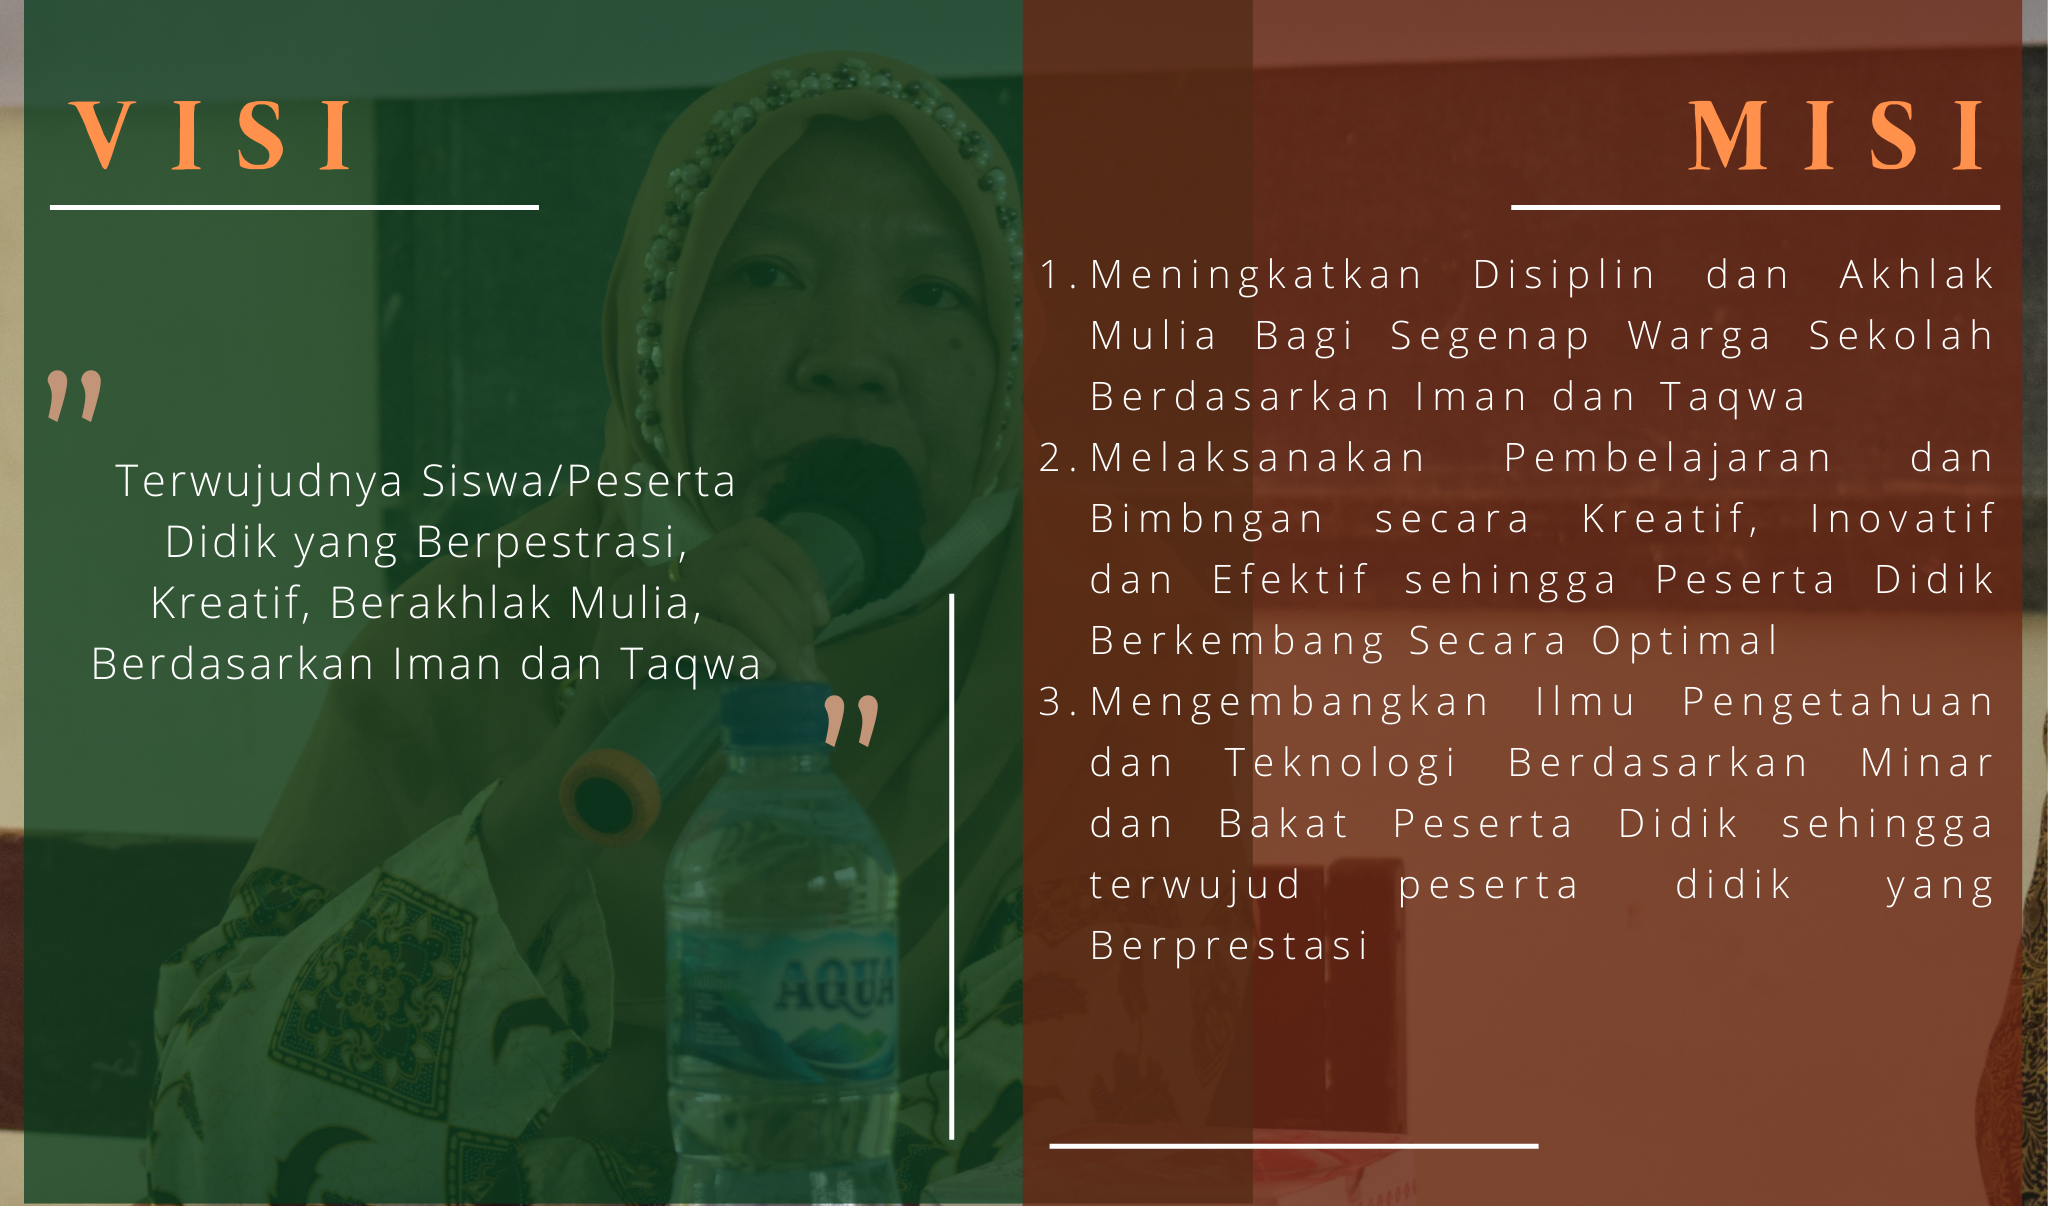 VISI
”
Terwujudnya Siswa/Peserta
Didik yang Berpestrasi,
Kreatif, Berakhlak Mulia,
Berdasarkan Iman dan Taqwa
”
AQUA
MISI
1. Meningkatkan Disiplin dan Akhlak
Mulia Bagi Segenap Warga Sekolah
Berdasarkan Iman dan Taqwa
2. Melaksanakan Pembelajaran dan
Bimbngan secara Kreatif, Inovatif
dan Efektif sehingga Peserta Didik
Berkembang Secara Optimal
3. Mengembangkan Ilmu Pengetahuan
dan Teknologi Berdasarkan Minar
dan Bakat Peserta Didik sehingga
terwujud peserta didik yang
Berprestasi